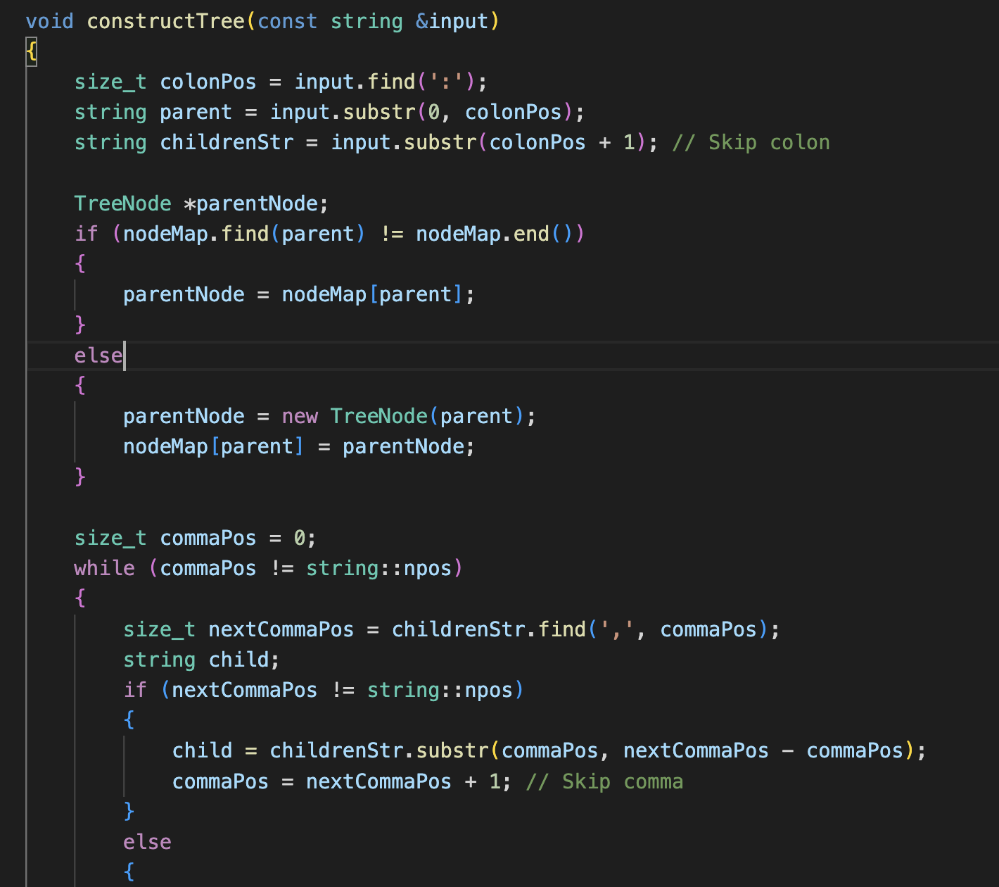 void constructTree(const string &input)
{
    size_t colonPos = input.find(':');
    string parent = input.substr(0, colonPos);
    string childrenStr = input.substr(colonPos + 1); // Skip colon

    TreeNode *parentNode;
    if (nodeMap.find(parent) != nodeMap.end())
    {
        parentNode = nodeMap[parent];
    }
    else
    {
        parentNode = new TreeNode(parent);
        nodeMap[parent] = parentNode;
    }

    size_t commaPos = 0;
    while (commaPos != string::npos)
    {
        size_t nextCommaPos = childrenStr.find(',', commaPos);
        string child;
        if (nextCommaPos != string::npos)
        {
            child = childrenStr.substr(commaPos, nextCommaPos - commaPos);
            commaPos = nextCommaPos + 1; // Skip comma
        }
        else
        {